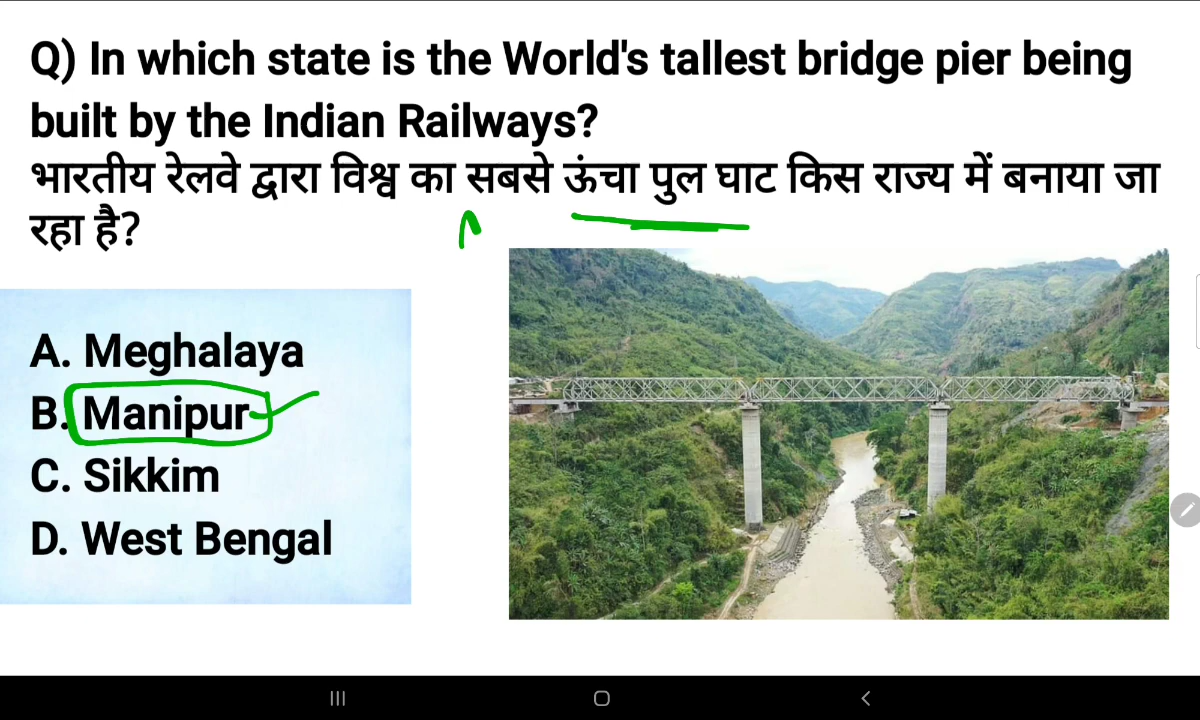 Q) In which state is the World's tallest bridge pier being
built by the Indian Railways?
भारतीय रेलवे द्वारा विश्व का सबसे ऊंचा पुल घाट किस राज्य में बनाया जा
रहा है?
A. Meghalaya
B. Manipur
C. Sikkim
D. West Bengal